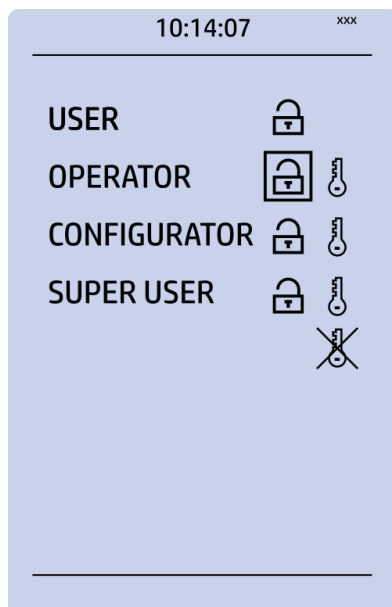 10:14:07 xxx
USER
OPERATOR
CONFIGURATOR
SUPER USER